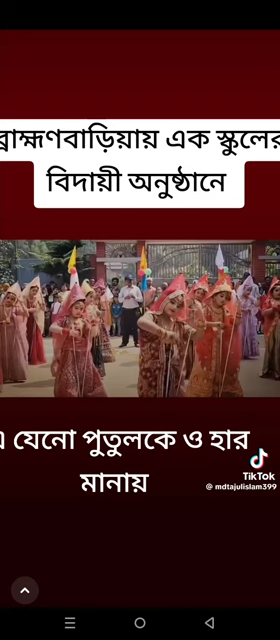 ব্রাহ্মণবাড়িয়ায় এক স্কুলের
বিদায়ী অনুষ্ঠানে
এ যেনো পুতুলকে ও হার
মানায়
TikTok
@ mdtajulislam399